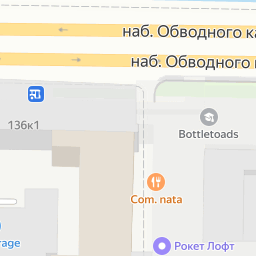 наб. Обводного ка
наб. Обводного к
136к1
Bottletoads
Com. nata
Рокет Лофт
rage